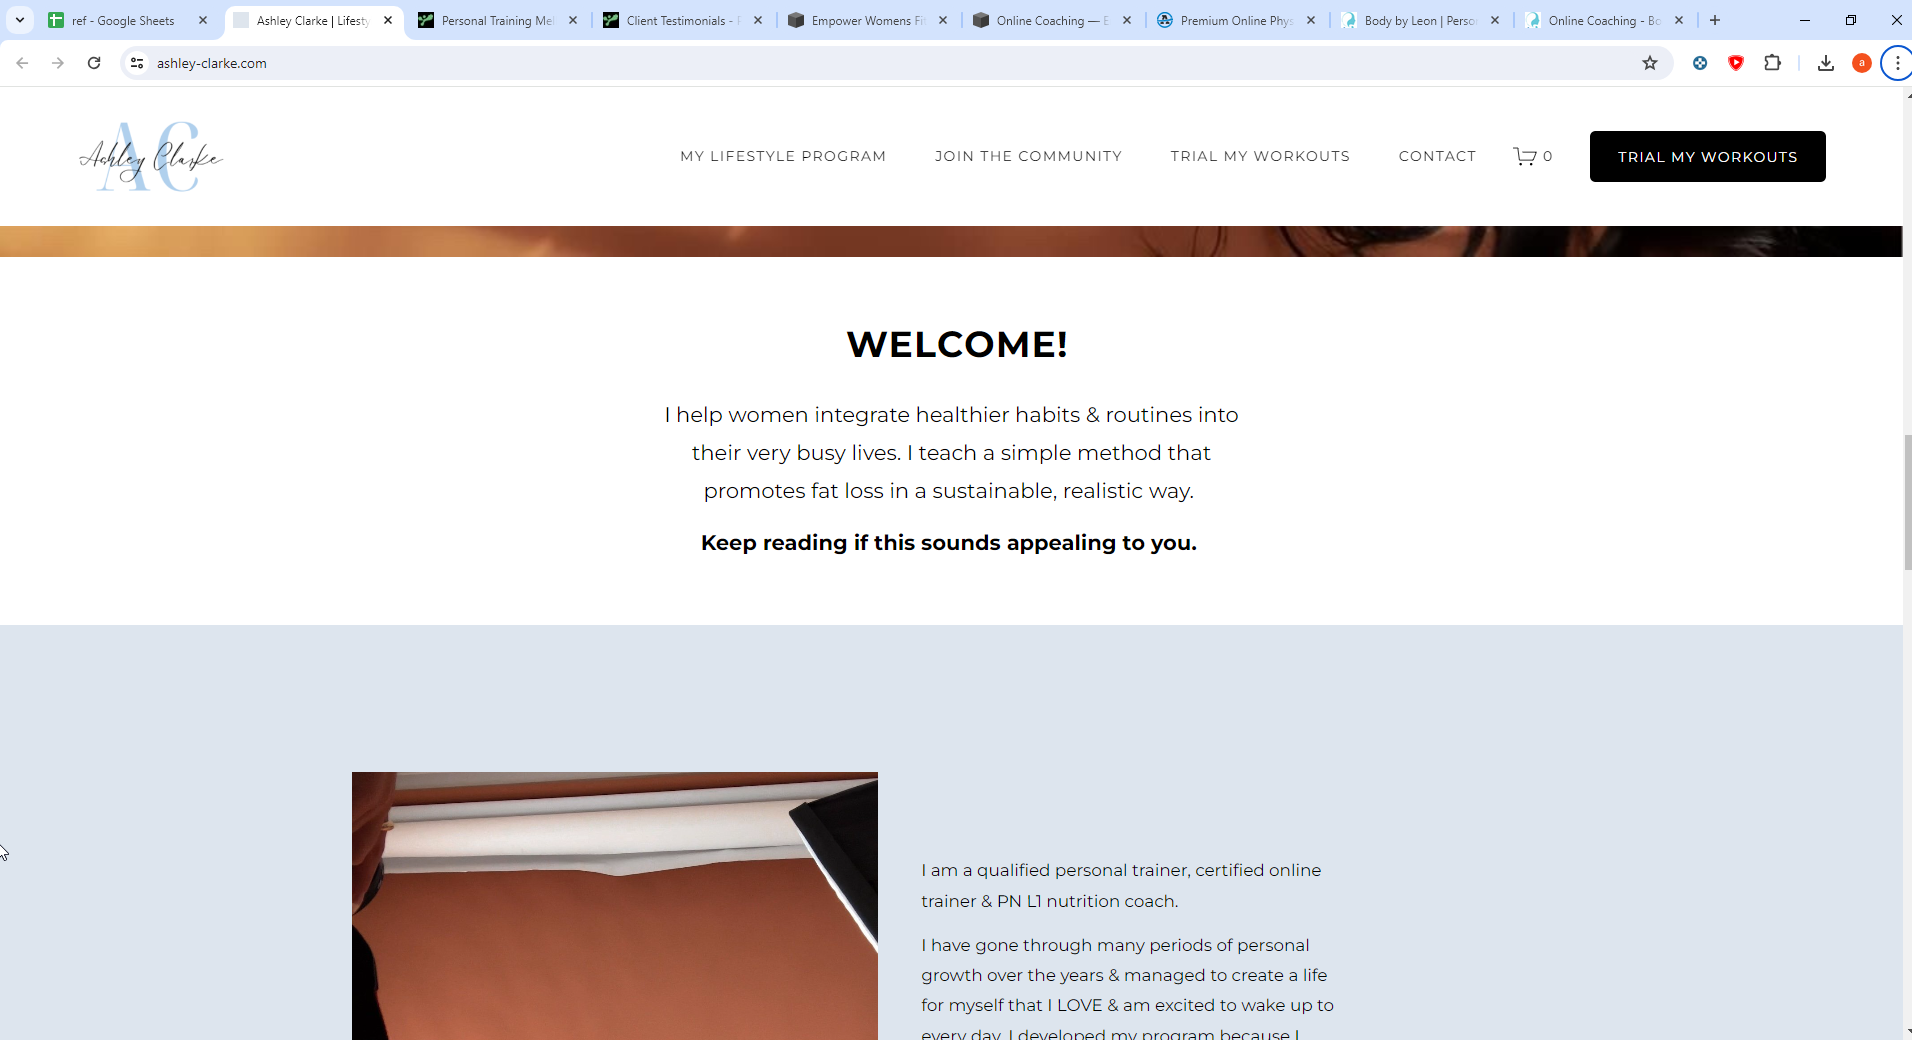 ref - Google Sheets
Ashley Clarke | Lifesty
Personal Training Mel
Client Testimonials - F
Empower Womens Fit
Online Coaching — E
Premium Online Phys
Body by Leon | Perso
Online Coaching - Bo
ashley-clarke.com
a
AC
Ashley Clarke
MY LIFESTYLE PROGRAM
JOIN THE COMMUNITY
TRIAL MY WORKOUTS
CONTACT
0
TRIAL MY WORKOUTS
WELCOME!
I help women integrate healthier habits & routines into
their very busy lives. I teach a simple method that
promotes fat loss in a sustainable, realistic way.
Keep reading if this sounds appealing to you.
I am a qualified personal trainer, certified online
trainer & PN L1 nutrition coach.
I have gone through many periods of personal
growth over the years & managed to create a life
for myself that I LOVE & am excited to wake up to
every day. I developed my program because I